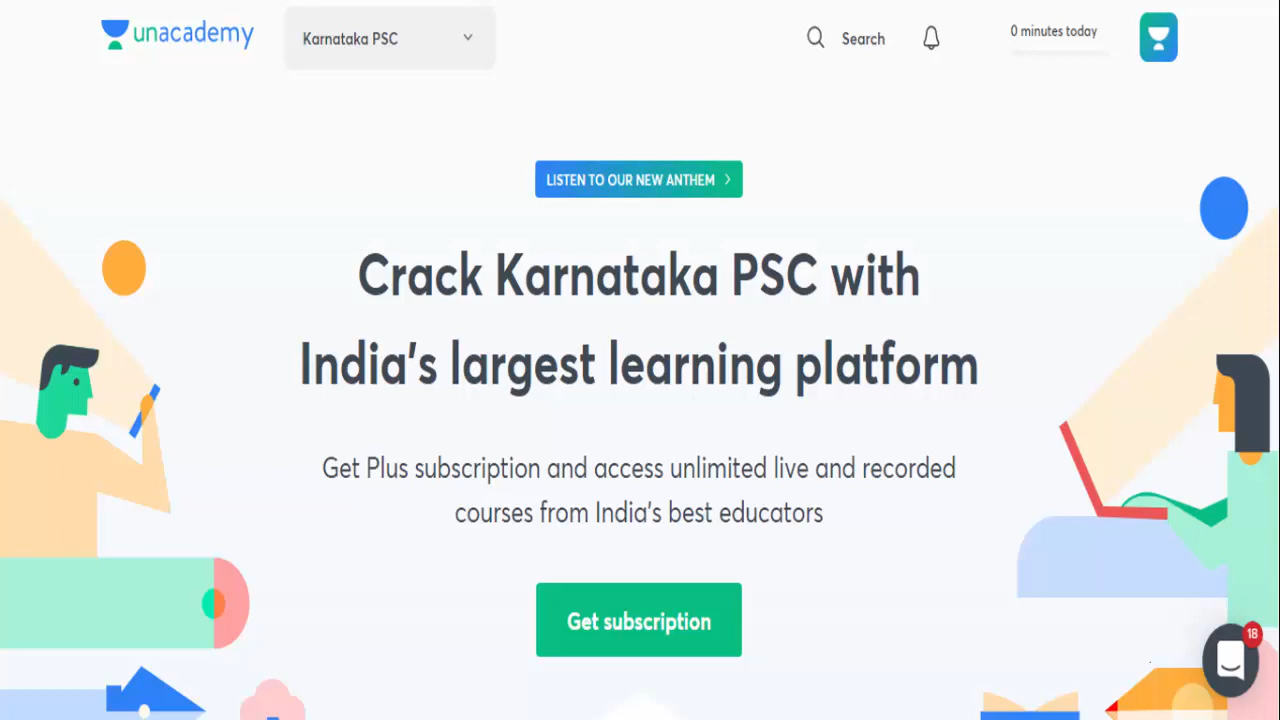 unacademy
Karnataka PSC
Search
0 minutes today
LISTEN TO OUR NEW ANTHEM
Crack Karnataka PSC with
India's largest learning platform
Get Plus subscription and access unlimited live and recorded
courses from India's best educators
Get subscription
18